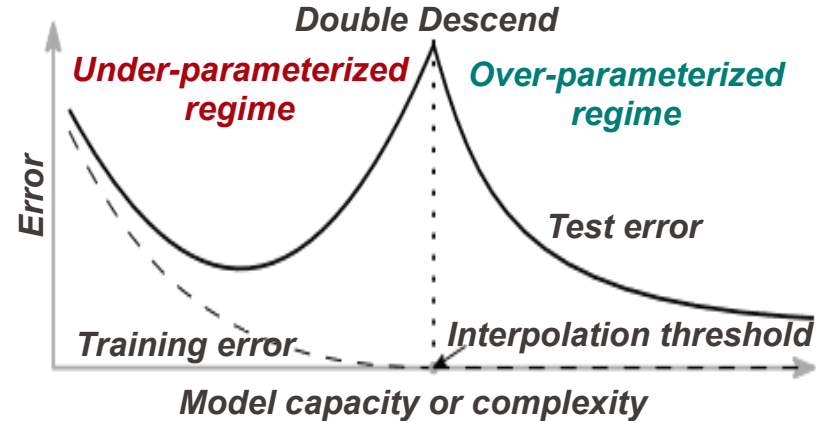 Double Descend
Under-parameterized
regime
Over-parameterized
regime
Error
Test error
Training error
Interpolation threshold
Model capacity or complexity